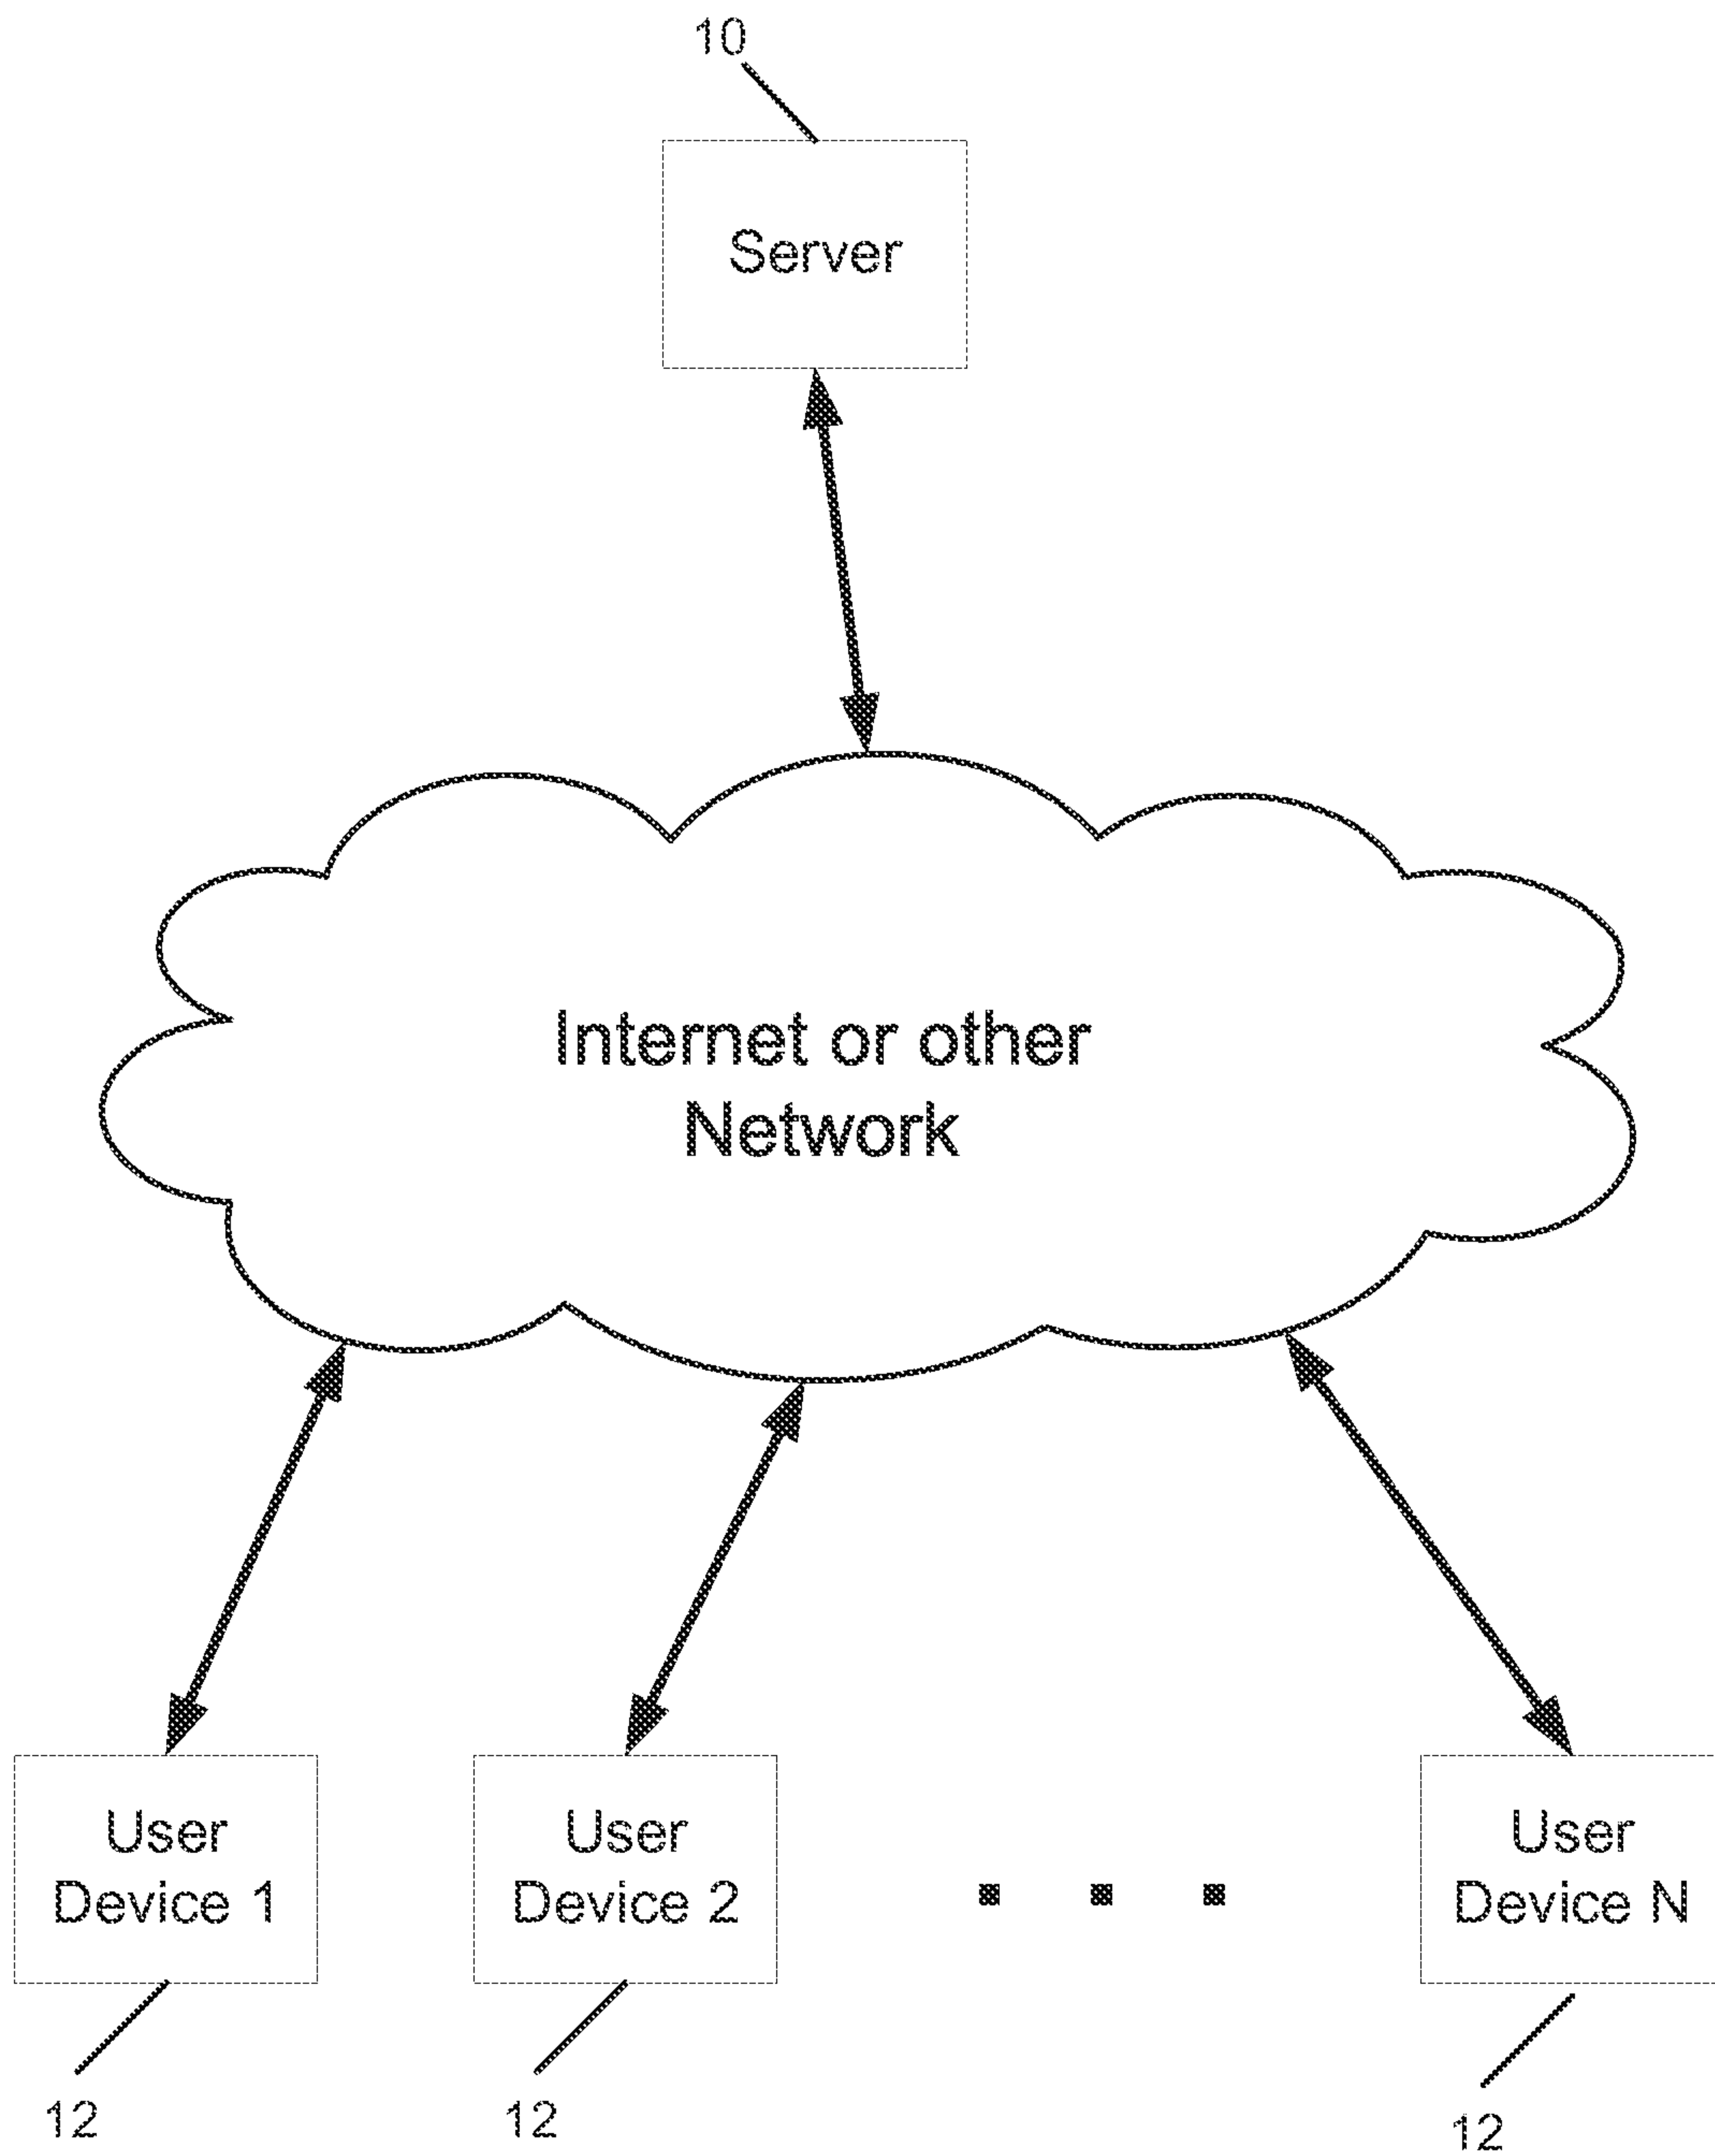 10
Server
Internet or other
Network
User
Device 1
User
Device 2
User
Device N
12
12
12